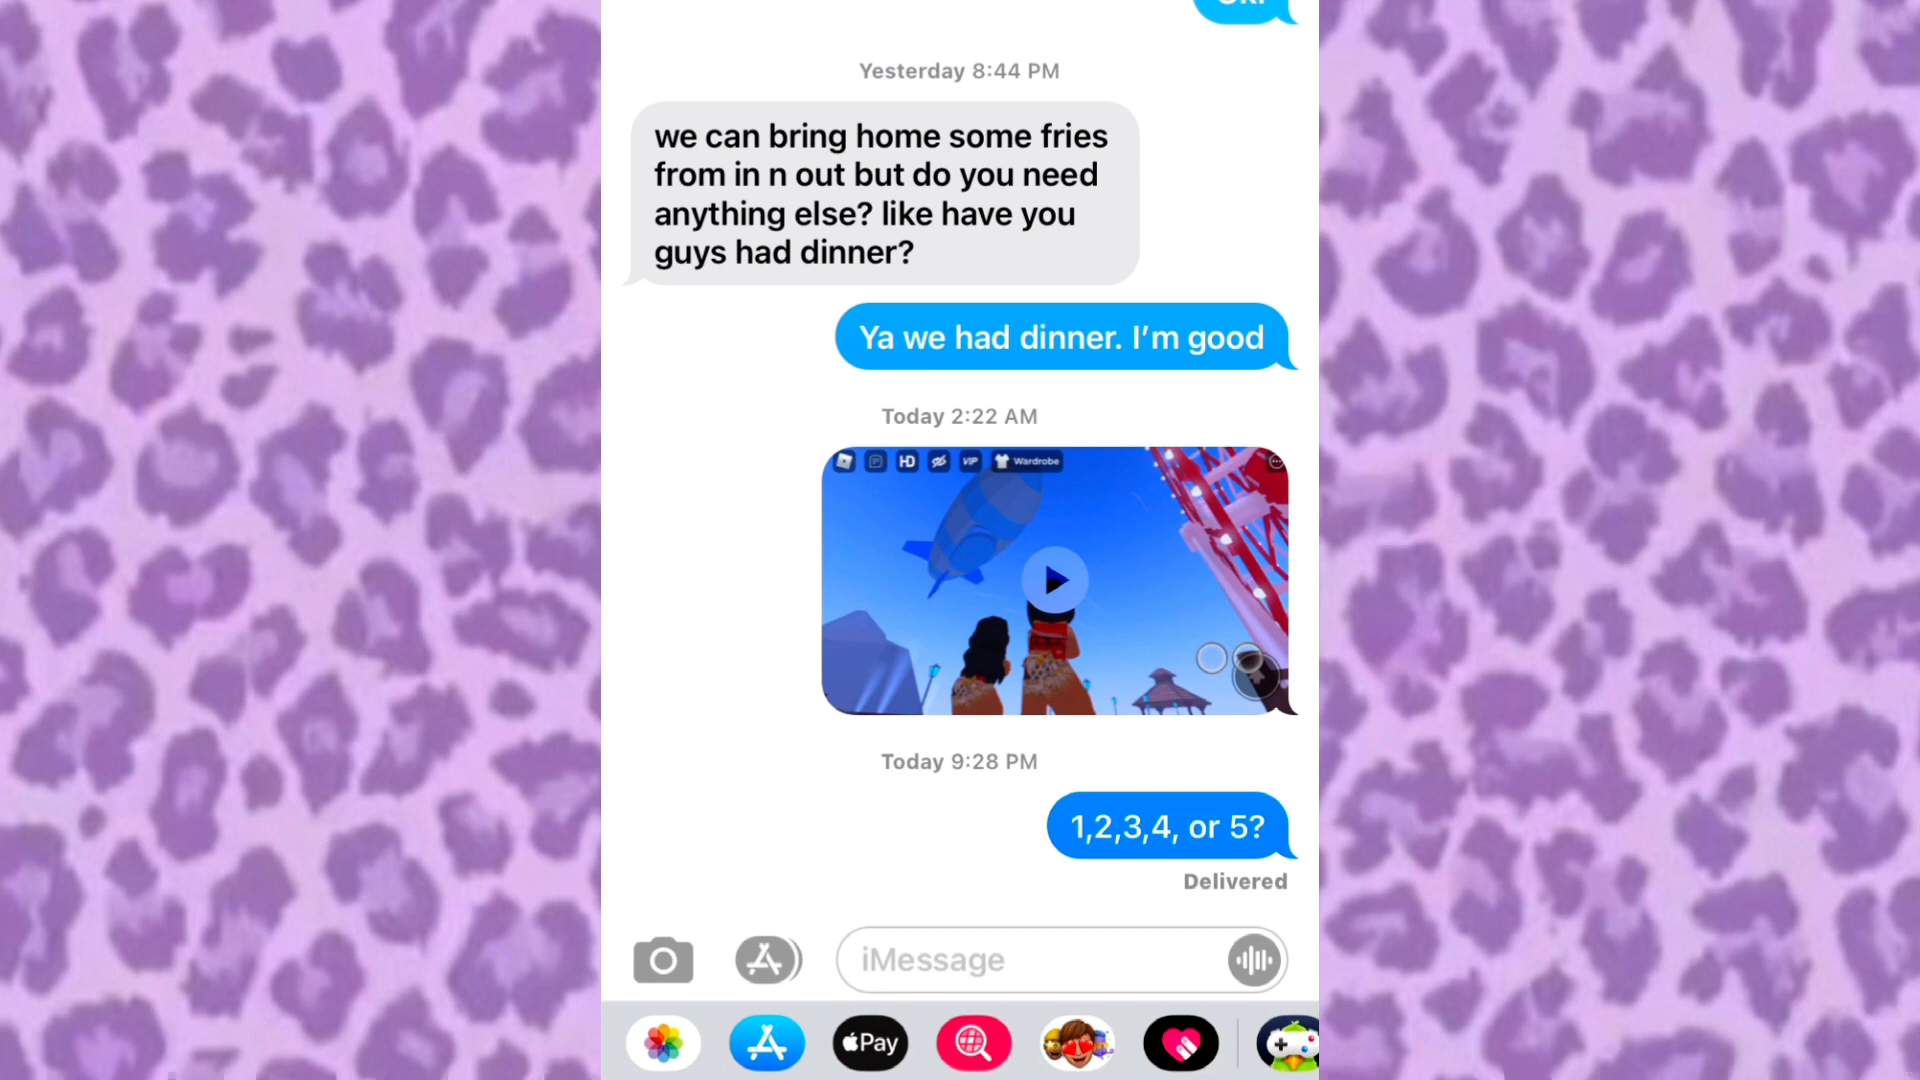 Yesterday 8:44 PM
we can bring home some fries
from in n out but do you need
anything else? like have you
guys had dinner?
Ya we had dinner. I’m good
Today 2:22 AM
HD VIP Wardrobe
Today 9:28 PM
1,2,3,4, or 5?
Delivered
iMessage
Pay